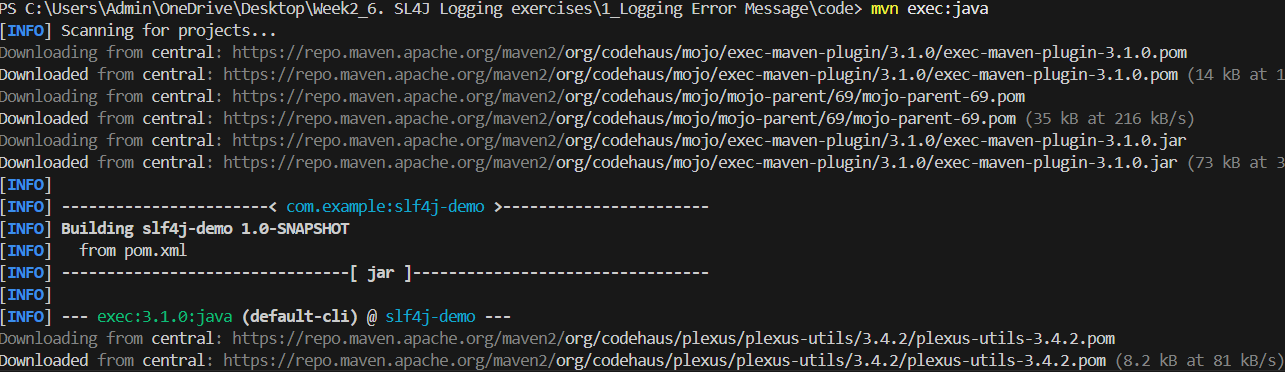 PS C:\Users\Admin\OneDrive\Desktop\Week2_6. SL4J Logging exercises\1_Logging Error Message\code> mvn exec:java
[INFO] Scanning for projects...
Downloading from central: https://repo.maven.apache.org/maven2/org/codehaus/mojo/exec-maven-plugin/3.1.0/exec-maven-plugin-3.1.0.pom
Downloaded from central: https://repo.maven.apache.org/maven2/org/codehaus/mojo/exec-maven-plugin/3.1.0/exec-maven-plugin-3.1.0.pom (14 kB at 1
Downloading from central: https://repo.maven.apache.org/maven2/org/codehaus/mojo/mojo-parent/69/mojo-parent-69.pom
Downloaded from central: https://repo.maven.apache.org/maven2/org/codehaus/mojo/mojo-parent/69/mojo-parent-69.pom (35 kB at 216 kB/s)
Downloading from central: https://repo.maven.apache.org/maven2/org/codehaus/mojo/exec-maven-plugin/3.1.0/exec-maven-plugin-3.1.0.jar
Downloaded from central: https://repo.maven.apache.org/maven2/org/codehaus/mojo/exec-maven-plugin/3.1.0/exec-maven-plugin-3.1.0.jar (73 kB at 3
[INFO]
[INFO] -----------------------< com.example:slf4j-demo >-----------------------
[INFO] Building slf4j-demo 1.0-SNAPSHOT
[INFO]   from pom.xml
[INFO] --------------------------------[ jar ]---------------------------------
[INFO]
[INFO] --- exec:3.1.0:java (default-cli) @ slf4j-demo ---
Downloading from central: https://repo.maven.apache.org/maven2/org/codehaus/plexus/plexus-utils/3.4.2/plexus-utils-3.4.2.pom
Downloaded from central: https://repo.maven.apache.org/maven2/org/codehaus/plexus/plexus-utils/3.4.2/plexus-utils-3.4.2.pom (8.2 kB at 81 kB/s)